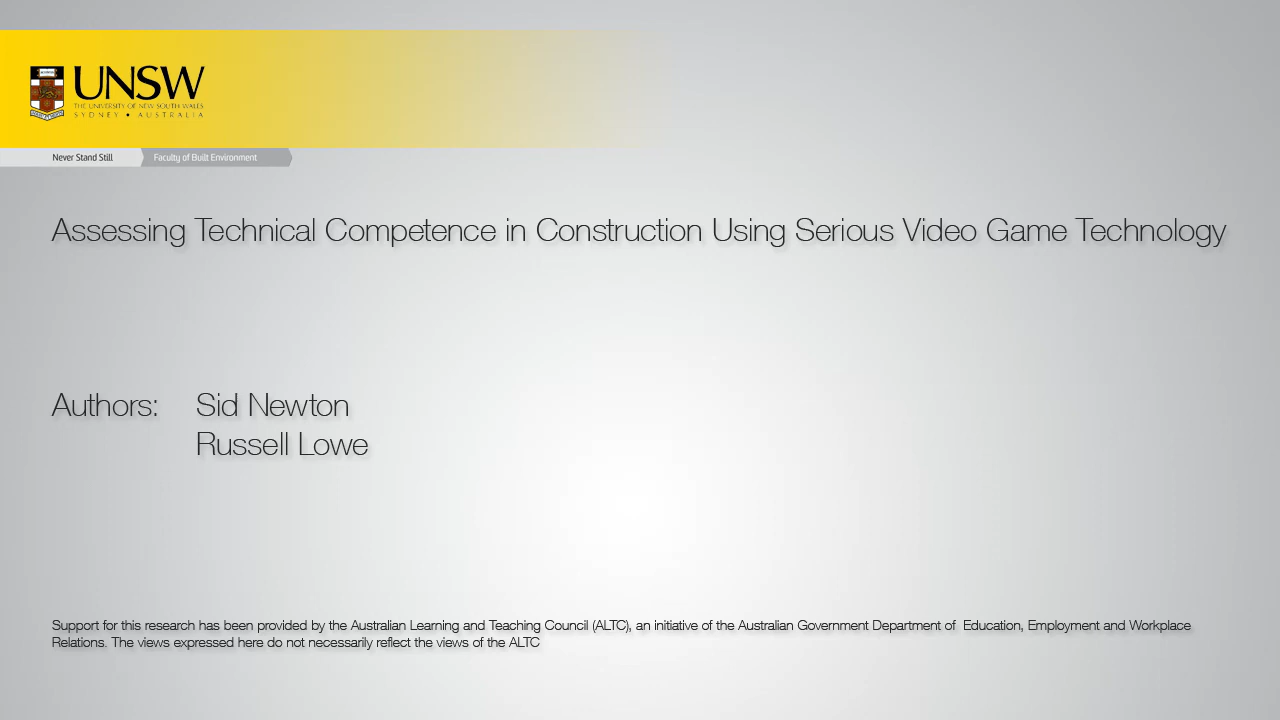 UNSW
THE UNIVERSITY OF NEW SOUTH WALES
SYDNEY • AUSTRALIA
Never Stand Still
Faculty of Built Environment
Assessing Technical Competence in Construction Using Serious Video Game Technology
Authors: Sid Newton
Russell Lowe
Support for this research has been provided by the Australian Learning and Teaching Council (ALTC), an initiative of the Australian Government Department of Education, Employment and Workplace
Relations. The views expressed here do not necessarily reflect the views of the ALTC